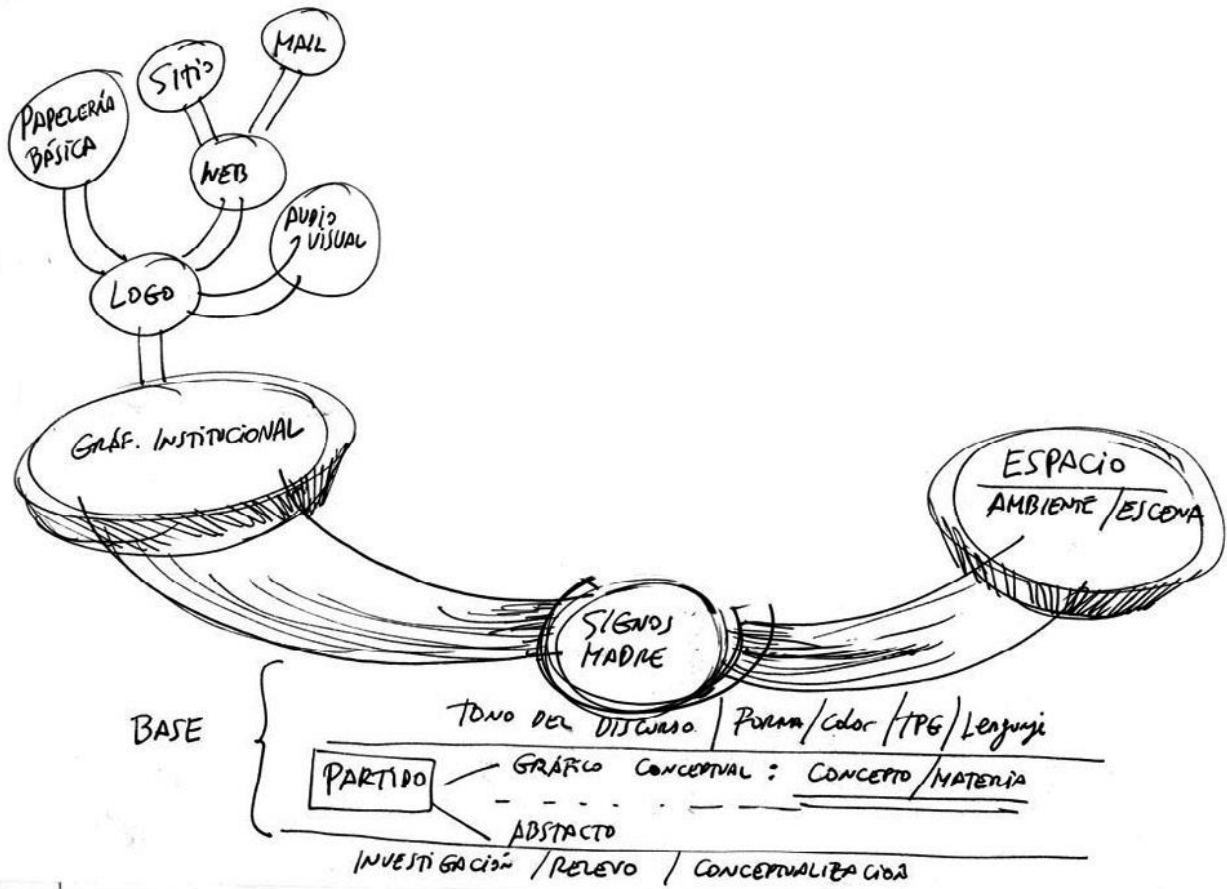 MAIL
SITIO
PAPELERÍA
BÁSICA
WEB
AUDIO
VISUAL
LOGO
GRÁF. INSTITUCIONAL
ESPACIO
AMBIENTE / ESCENA
SIGNOS
MADRE
BASE
TONO DEL DISCURSO / FORMA / Color / TPG / Lenguaje
PARTIDO
GRÁFICO CONCEPTUAL : CONCEPTO / MATERIA
ABSTACTO
INVESTIGACIÓN / RELEVO / CONCEPTUALIZACIÓN